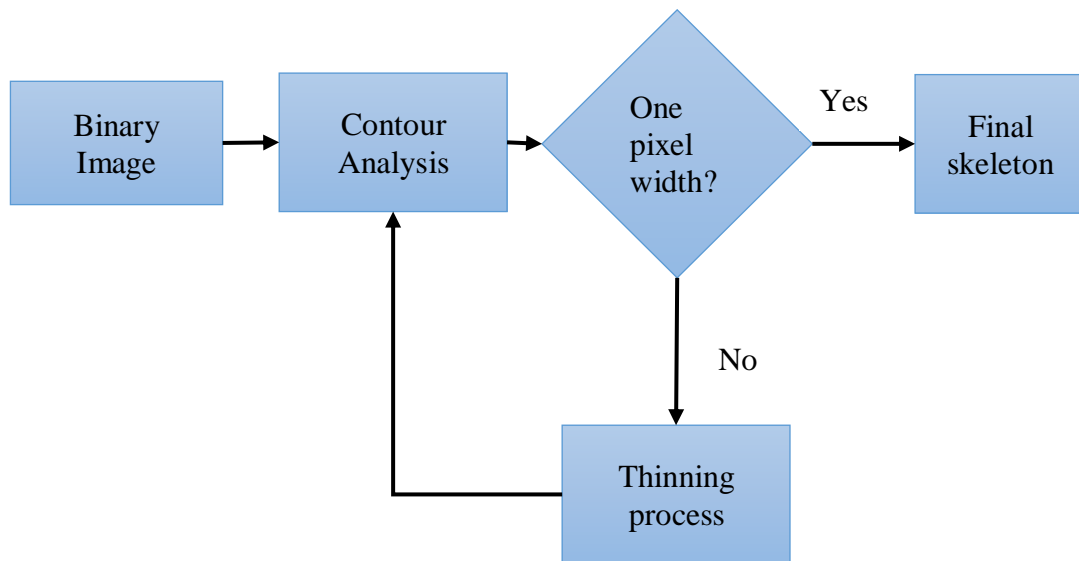 Binary
Image
Contour
Analysis
One
pixel
width?
Yes
Final
skeleton
No
Thinning
process